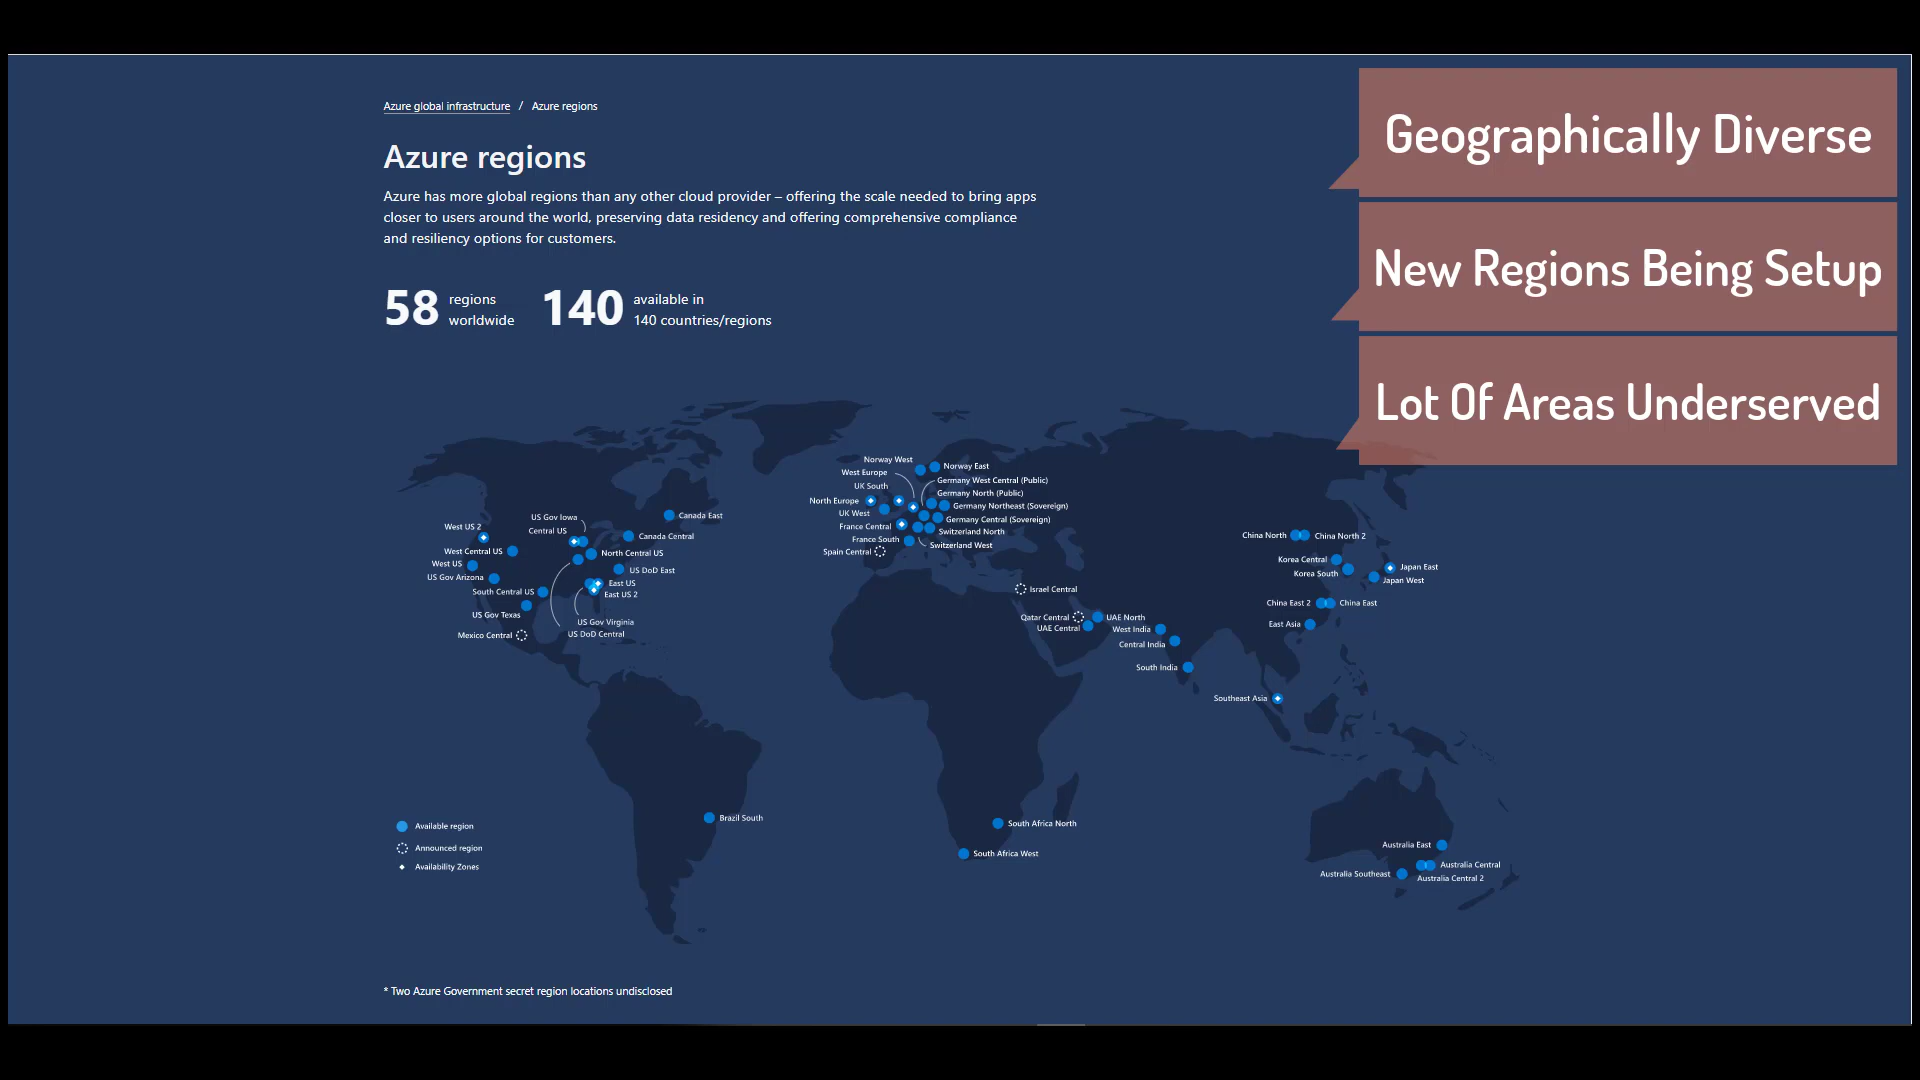 Azure global infrastructure / Azure regions
Azure regions
Azure has more global regions than any other cloud provider – offering the scale needed to bring apps
closer to users around the world, preserving data residency and offering comprehensive compliance
and resiliency options for customers.
58 regions worldwide
140 available in 140 countries/regions
Geographically Diverse
New Regions Being Setup
Lot Of Areas Underserved
Norway West
Norway East
West Europe
Germany West Central (Public)
UK South
Germany North (Public)
North Europe
Germany Northeast (Sovereign)
UK West
Germany Central (Sovereign)
France Central
Switzerland North
France South
Switzerland West
Spain Central
US Gov Iowa
Canada East
West US 2
Central US
Canada Central
West Central US
North Central US
West US
US DoD East
US Gov Arizona
East US
South Central US
East US 2
US Gov Texas
US Gov Virginia
Mexico Central
US DoD Central
China North
China North 2
Korea Central
Japan East
Korea South
Japan West
Israel Central
China East 2
China East
Qatar Central
UAE North
East Asia
UAE Central
West India
Central India
South India
Southeast Asia
Brazil South
South Africa North
South Africa West
Australia East
Australia Central
Australia Southeast
Australia Central 2
Available region
Announced region
Availability Zones
* Two Azure Government secret region locations undisclosed